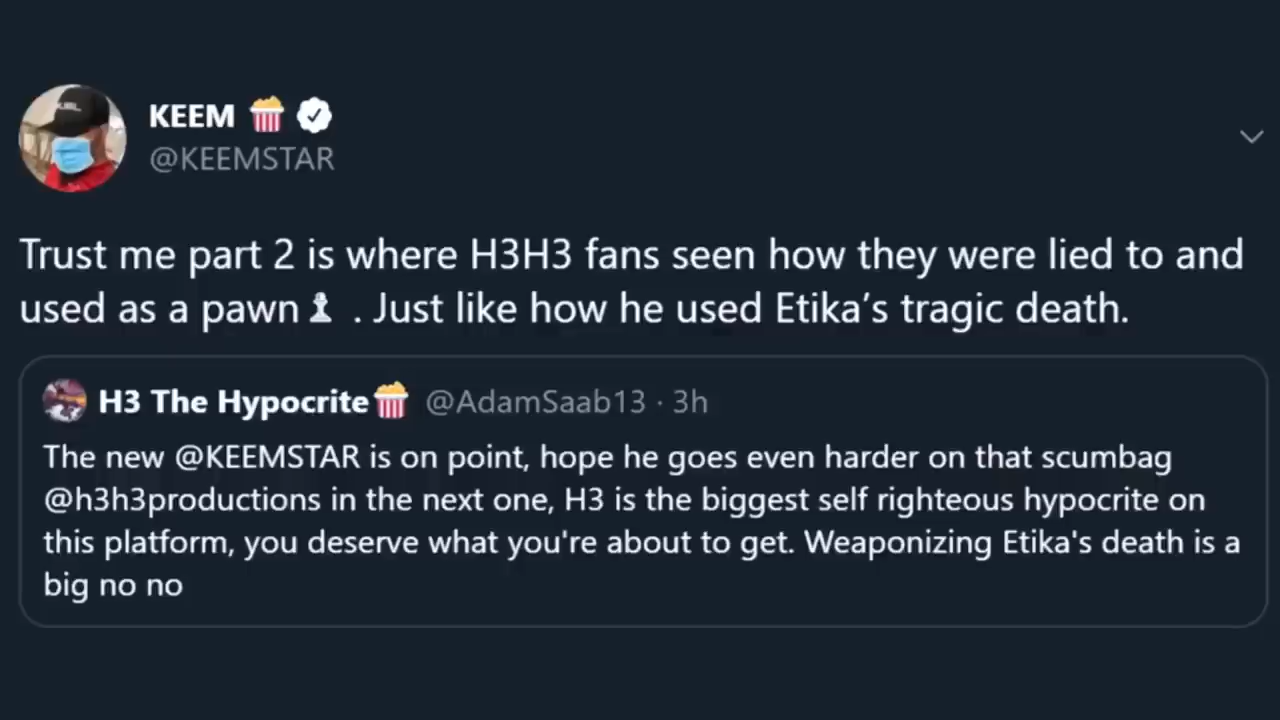 KEEM 🍿
@KEEMSTAR
Trust me part 2 is where H3H3 fans seen how they were lied to and
used as a pawn♟ . Just like how he used Etika’s tragic death.
H3 The Hypocrite🍿 @AdamSaab13 · 3h
The new @KEEMSTAR is on point, hope he goes even harder on that scumbag
@h3h3productions in the next one, H3 is the biggest self righteous hypocrite on
this platform, you deserve what you're about to get. Weaponizing Etika's death is a
big no no